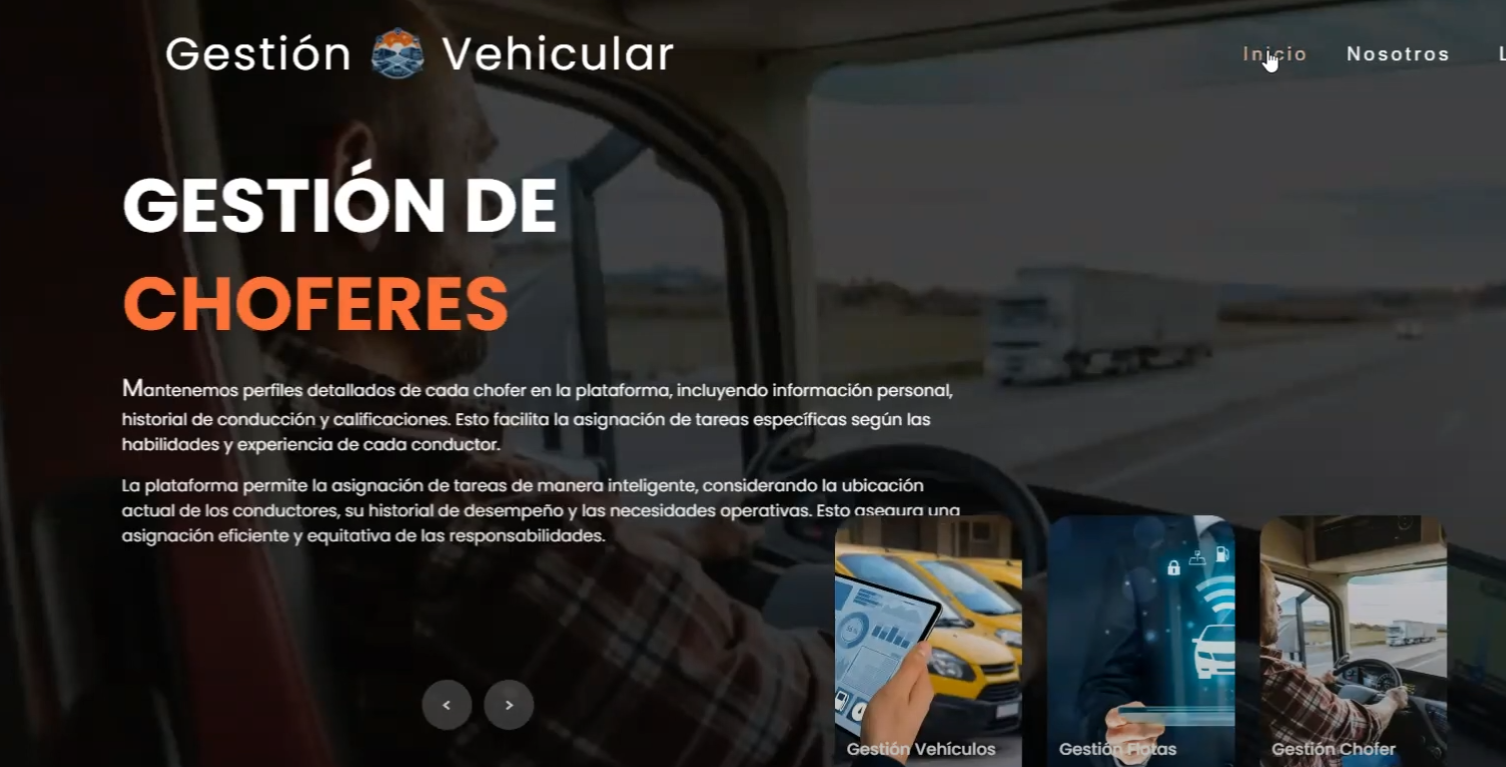 Gestión Vehicular
Inicio Nosotros L
GESTIÓN DE
CHOFERES
Mantenemos perfiles detallados de cada chofer en la plataforma, incluyendo información personal,
historial de conducción y calificaciones. Esto facilita la asignación de tareas específicas según las
habilidades y experiencia de cada conductor.
La plataforma permite la asignación de tareas de manera inteligente, considerando la ubicación
actual de los conductores, su historial de desempeño y las necesidades operativas. Esto asegura una
asignación eficiente y equitativa de las responsabilidades.
< >
Gestión Vehículos
Gestión Flotas
Gestión Chofer